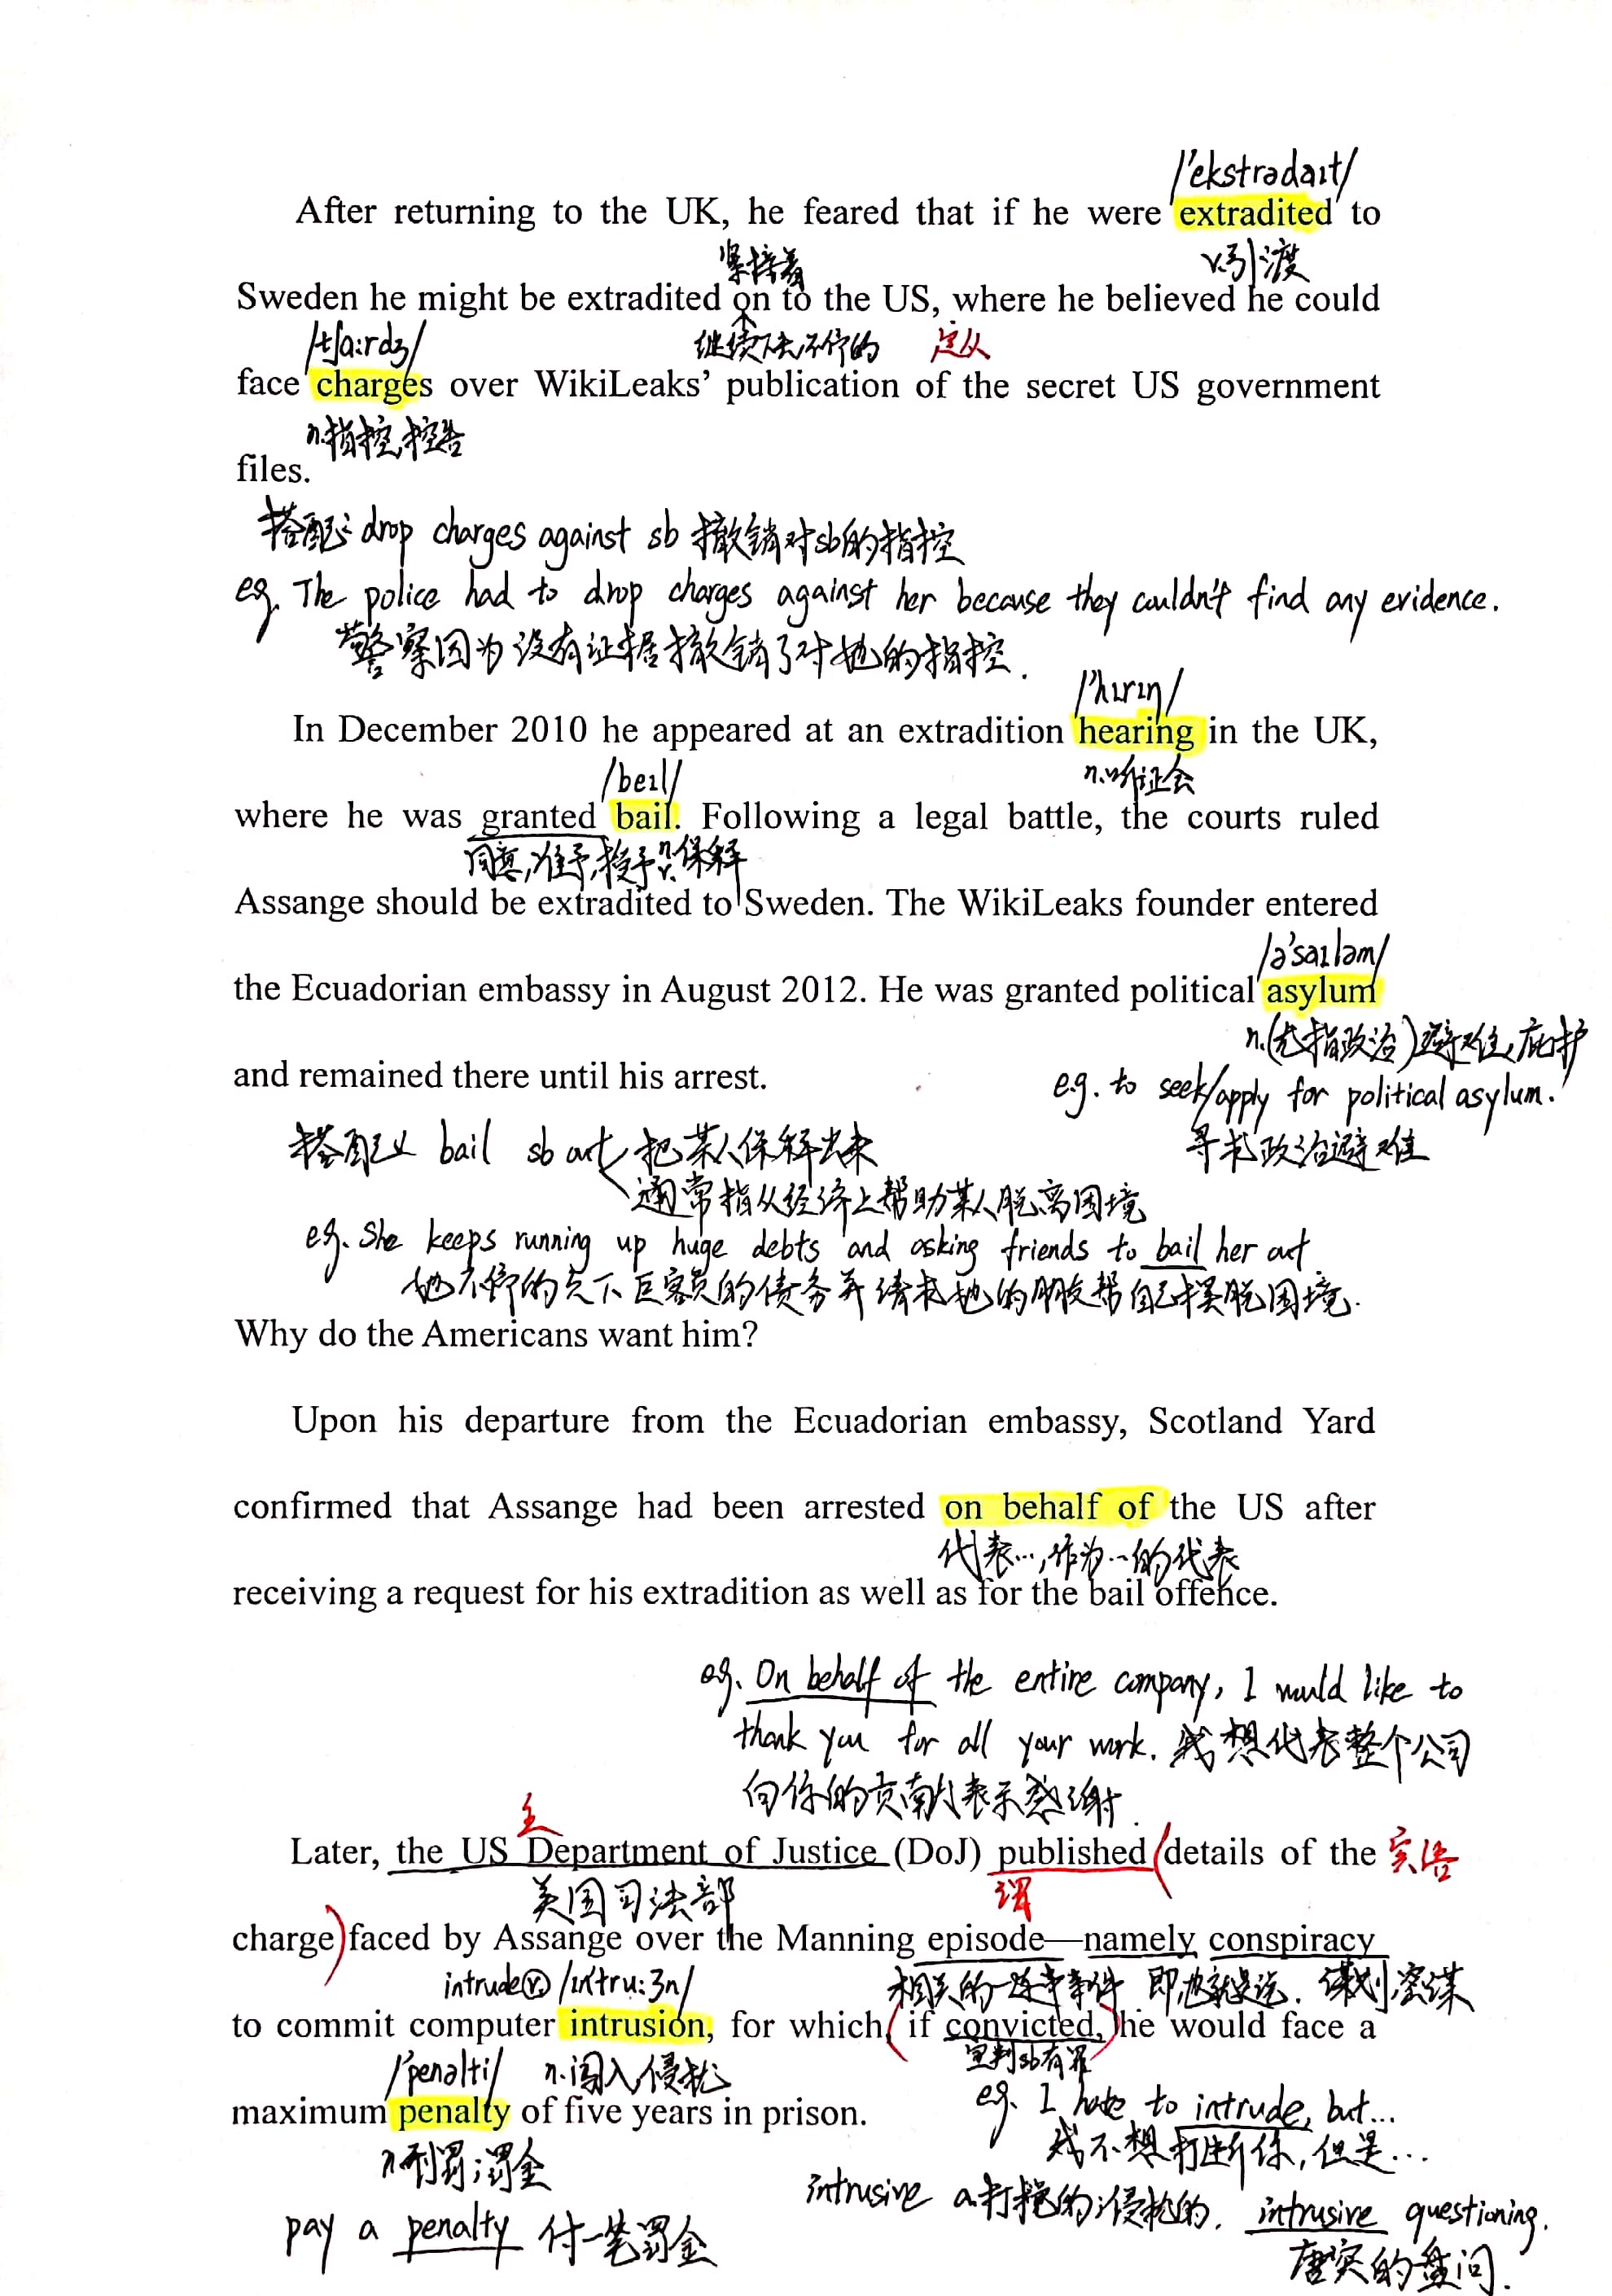 /'ekstrədaɪt/
After returning to the UK, he feared that if he were extradited to
紧接着 v.引渡
Sweden he might be extradited on to the US, where he believed he could
/tʃɑːrdʒ/ 继续下去,不停的 定从
face charges over WikiLeaks’ publication of the secret US government
n.指控,控告
files.
搭配: drop charges against sb 撤销对sb的指控
eg. The police had to drop charges against her because they couldn't find any evidence.
警察因为没有证据撤销了对她的指控.
/'hɪrɪŋ/
In December 2010 he appeared at an extradition hearing in the UK,
/beɪl/ n.听证会
where he was granted bail. Following a legal battle, the courts ruled
同意,准予,授予 n. v. 保释
Assange should be extradited to Sweden. The WikiLeaks founder entered
/ə'saɪləm/
the Ecuadorian embassy in August 2012. He was granted political asylum
n.(尤指政治)避难,庇护
and remained there until his arrest.
e.g. to seek/apply for political asylum.
寻求政治避难
搭配: bail sb out 把某人保释出来
通常指从经济上帮助某人脱离困境
eg. She keeps running up huge debts and asking friends to bail her out
她不停的欠下巨额的债务并请求她的朋友帮自己摆脱困境.
Why do the Americans want him?
Upon his departure from the Ecuadorian embassy, Scotland Yard
confirmed that Assange had been arrested on behalf of the US after
代表…,作为…的代表
receiving a request for his extradition as well as for the bail offence.
eg. On behalf of the entire company, I would like to
thank you for all your work. 我想代表整个公司
向你的贡献表示感谢.
主
Later, the US Department of Justice (DoJ) published (details of the 宾语
美国司法部 谓
charge) faced by Assange over the Manning episode—namely conspiracy
intrude v. /ɪn'truːʒn/ 相关的一连串事件 即,也就是说. 谋划,密谋
to commit computer intrusion, for which, (if convicted,) he would face a
/'penəlti/ n.闯入,侵扰 宣判sb有罪
maximum penalty of five years in prison.
eg. I hate to intrude, but...
n.刑罚;罚金 我不想打断你,但是...
intrusive a.打扰的;侵扰的. intrusive questioning.
pay a penalty 付一笔罚金 唐突的盘问.